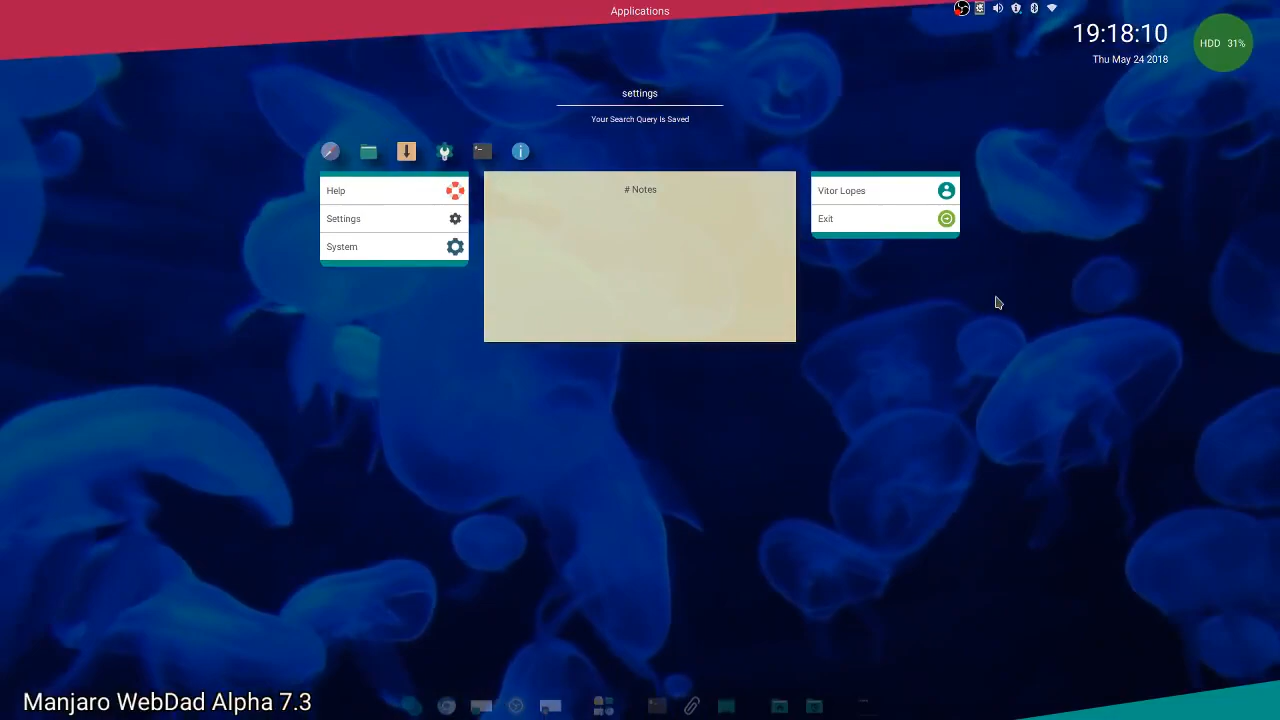 Applications
19:18:10
HDD 31%
Thu May 24 2018
settings
Your Search Query is Saved
Help
# Notes
Vitor Lopes
Settings
Exit
System
Manjaro WebDad Alpha 7.3